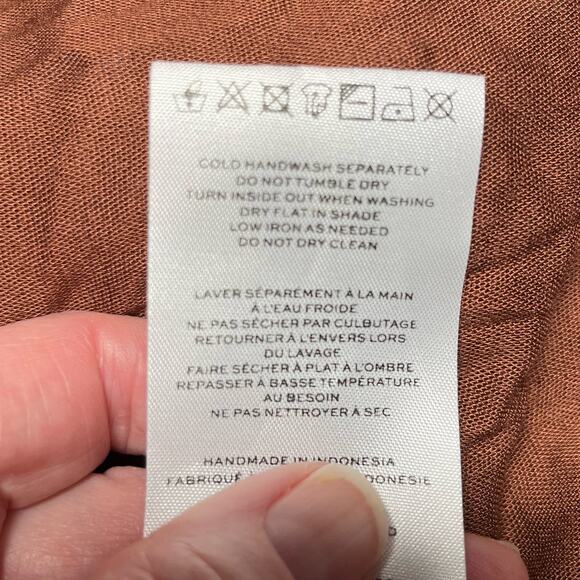 COLD HANDWASH SEPARATELY
DO NOT TUMBLE DRY
TURN INSIDE OUT WHEN WASHING
DRY FLAT IN SHADE
LOW IRON AS NEEDED
DO NOT DRY CLEAN
LAVER SÉPARÉMENT À LA MAIN
À L'EAU FROIDE
NE PAS SÉCHER PAR CULBUTAGE
RETOURNER À L'ENVERS LORS
DU LAVAGE
FAIRE SÉCHER À PLAT À L'OMBRE
REPASSER À BASSE TEMPÉRATURE
AU BESOIN
NE PAS NETTROYER À SEC
HANDMADE IN INDONESIA
FABRIQUÉ